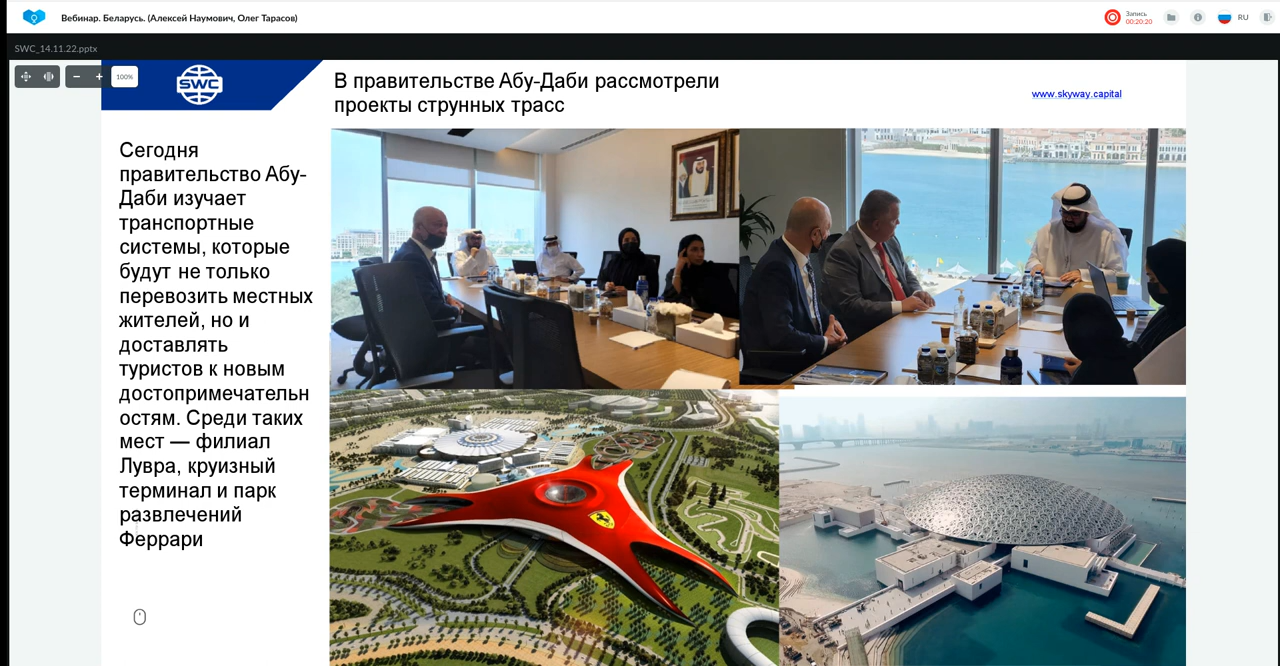 Вебинар. Беларусь. (Алексей Наумович, Олег Тарасов)
Запись
00:20:20
RU
SWC_14.11.22.pptx
100%
SWC
В правительстве Абу-Даби рассмотрели
проекты струнных трасс
www.skyway.capital
Сегодня
правительство Абу-
Даби изучает
транспортные
системы, которые
будут не только
перевозить местных
жителей, но и
доставлять
туристов к новым
достопримечательн
остям. Среди таких
мест — филиал
Лувра, круизный
терминал и парк
развлечений
Феррари